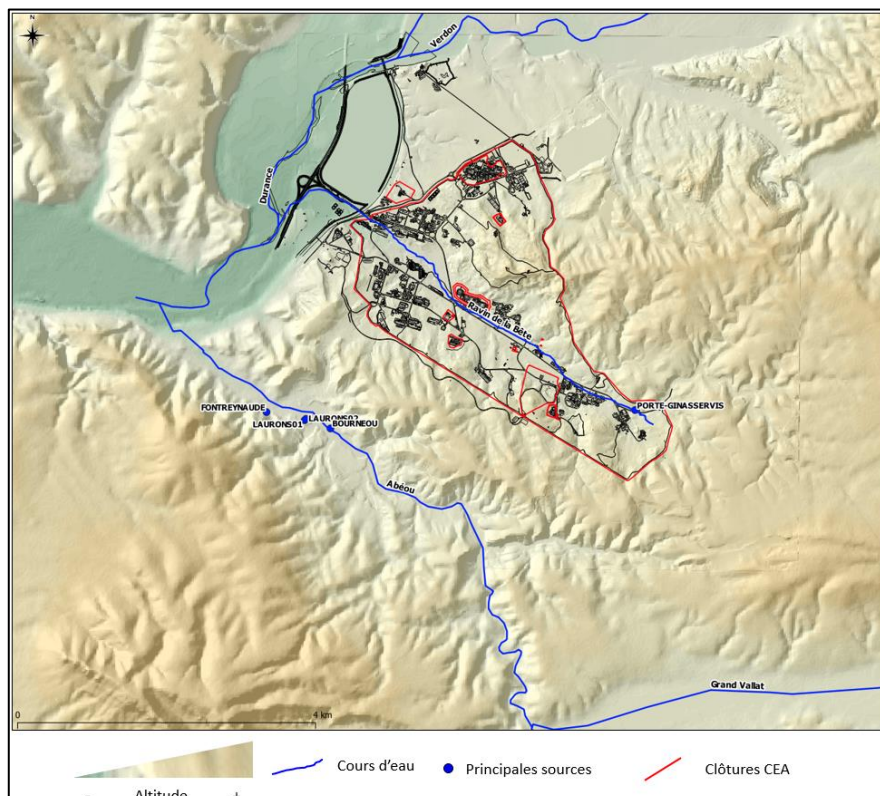 N
Verdon
Durance
Ravin de la Bête
PORTE-GINASSERVIS
FONTREYNAUDE
LAURONS02
LAURONS01
BOURNEOU
Abéou
Grand Vallat
0
4 km
Cours d'eau
Principales sources
Clôtures CEA
- Altitude +